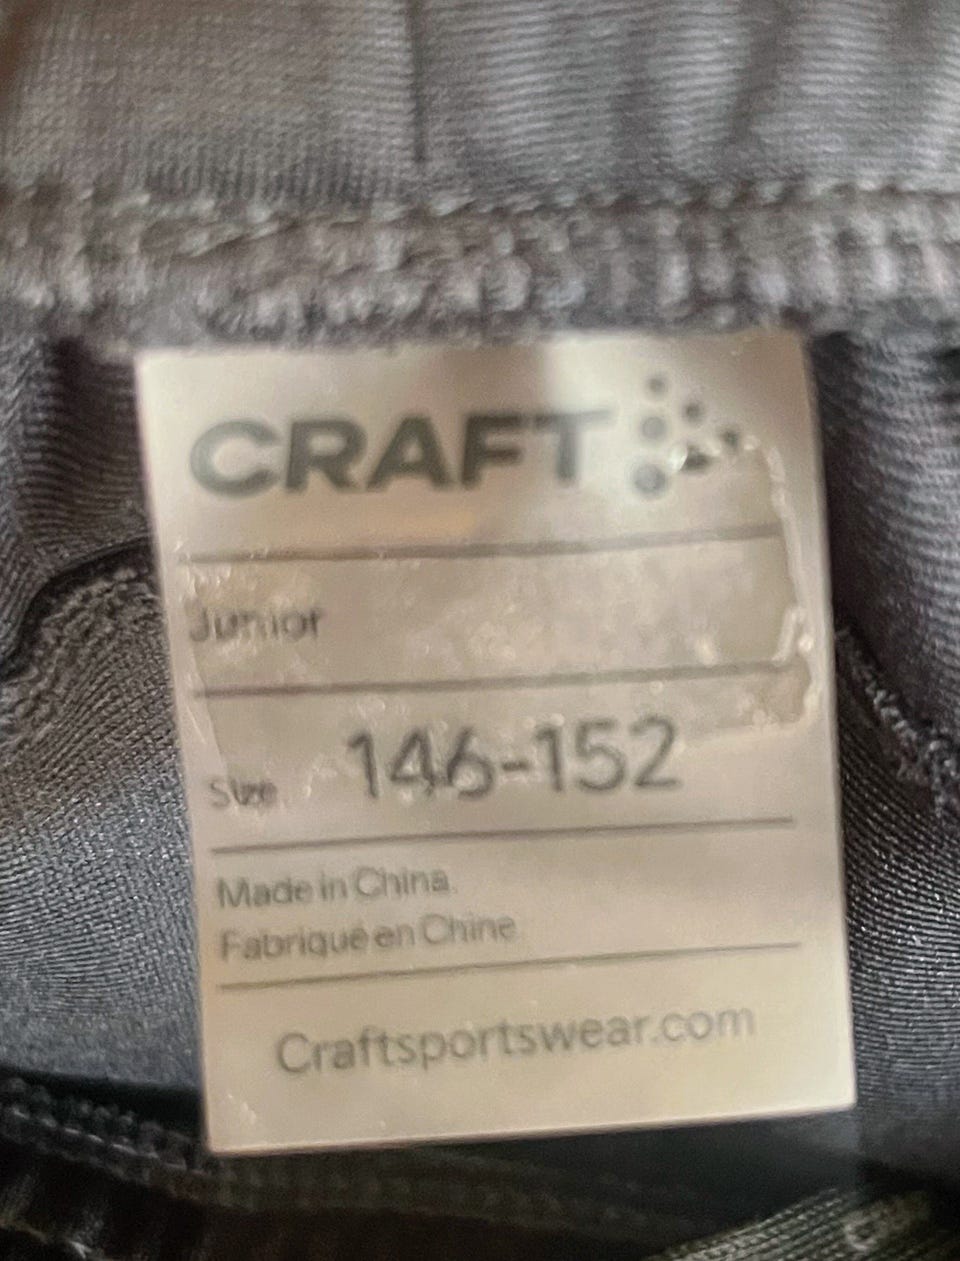 CRAFT
Junior
Size 146-152
Made in China
Fabriqué en Chine
Craftsportswear.com